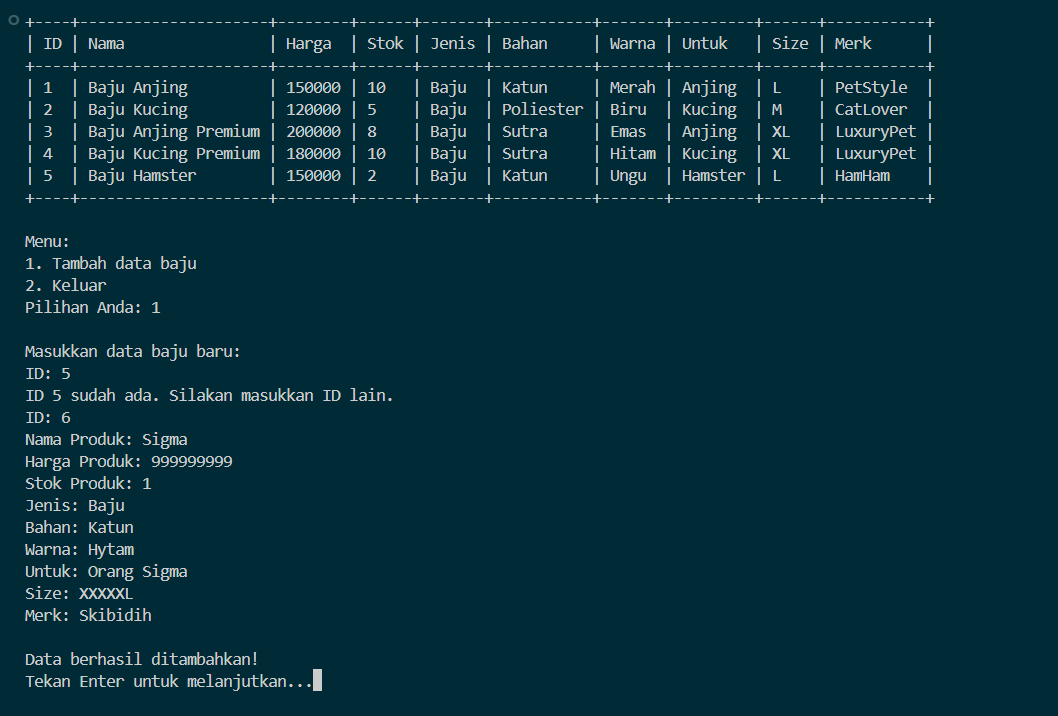 +----+---------------------+--------+------+-------+-----------+-------+---------+------+-----------+
| ID | Nama                | Harga  | Stok | Jenis | Bahan     | Warna | Untuk   | Size | Merk      |
+----+---------------------+--------+------+-------+-----------+-------+---------+------+-----------+
| 1  | Baju Anjing         | 150000 | 10   | Baju  | Katun     | Merah | Anjing  | L    | PetStyle  |
| 2  | Baju Kucing         | 120000 | 5    | Baju  | Poliester | Biru  | Kucing  | M    | CatLover  |
| 3  | Baju Anjing Premium | 200000 | 8    | Baju  | Sutra     | Emas  | Anjing  | XL   | LuxuryPet |
| 4  | Baju Kucing Premium | 180000 | 10   | Baju  | Sutra     | Hitam | Kucing  | XL   | LuxuryPet |
| 5  | Baju Hamster        | 150000 | 2    | Baju  | Katun     | Ungu  | Hamster | L    | HamHam    |
+----+---------------------+--------+------+-------+-----------+-------+---------+------+-----------+
Menu:
1. Tambah data baju
2. Keluar
Pilihan Anda: 1
Masukkan data baju baru:
ID: 5
ID 5 sudah ada. Silakan masukkan ID lain.
ID: 6
Nama Produk: Sigma
Harga Produk: 999999999
Stok Produk: 1
Jenis: Baju
Bahan: Katun
Warna: Hytam
Untuk: Orang Sigma
Size: XXXXXL
Merk: Skibidih
Data berhasil ditambahkan!
Tekan Enter untuk melanjutkan...